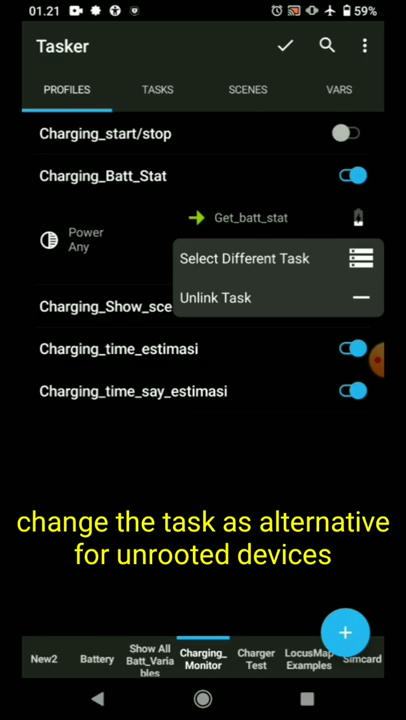 01.21
59%
Tasker
PROFILES
TASKS
SCENES
VARS
Charging_start/stop
Charging_Batt_Stat
Get_batt_stat
Power
Any
Select Different Task
Unlink Task
Charging_Show_sce
Charging_time_estimasi
Charging_time_say_estimasi
change the task as alternative
for unrooted devices
+
New2
Battery
Show All
Batt_Varia
bles
Charging_
Monitor
Charger
Test
LocusMap
Examples
Simcard